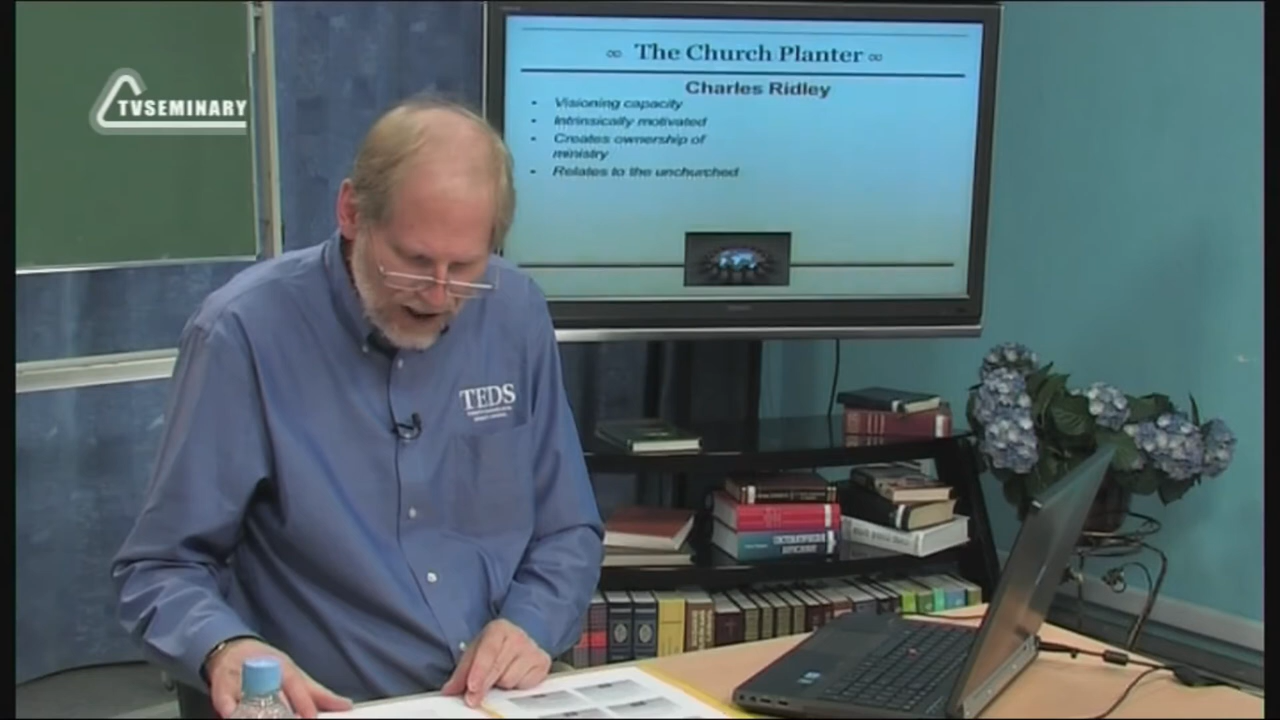 TVSEMINARY
∞ The Church Planter ∞
Charles Ridley
• Visioning capacity
• Intrinsically motivated
• Creates ownership of
ministry
• Relates to the unchurched
TEDS